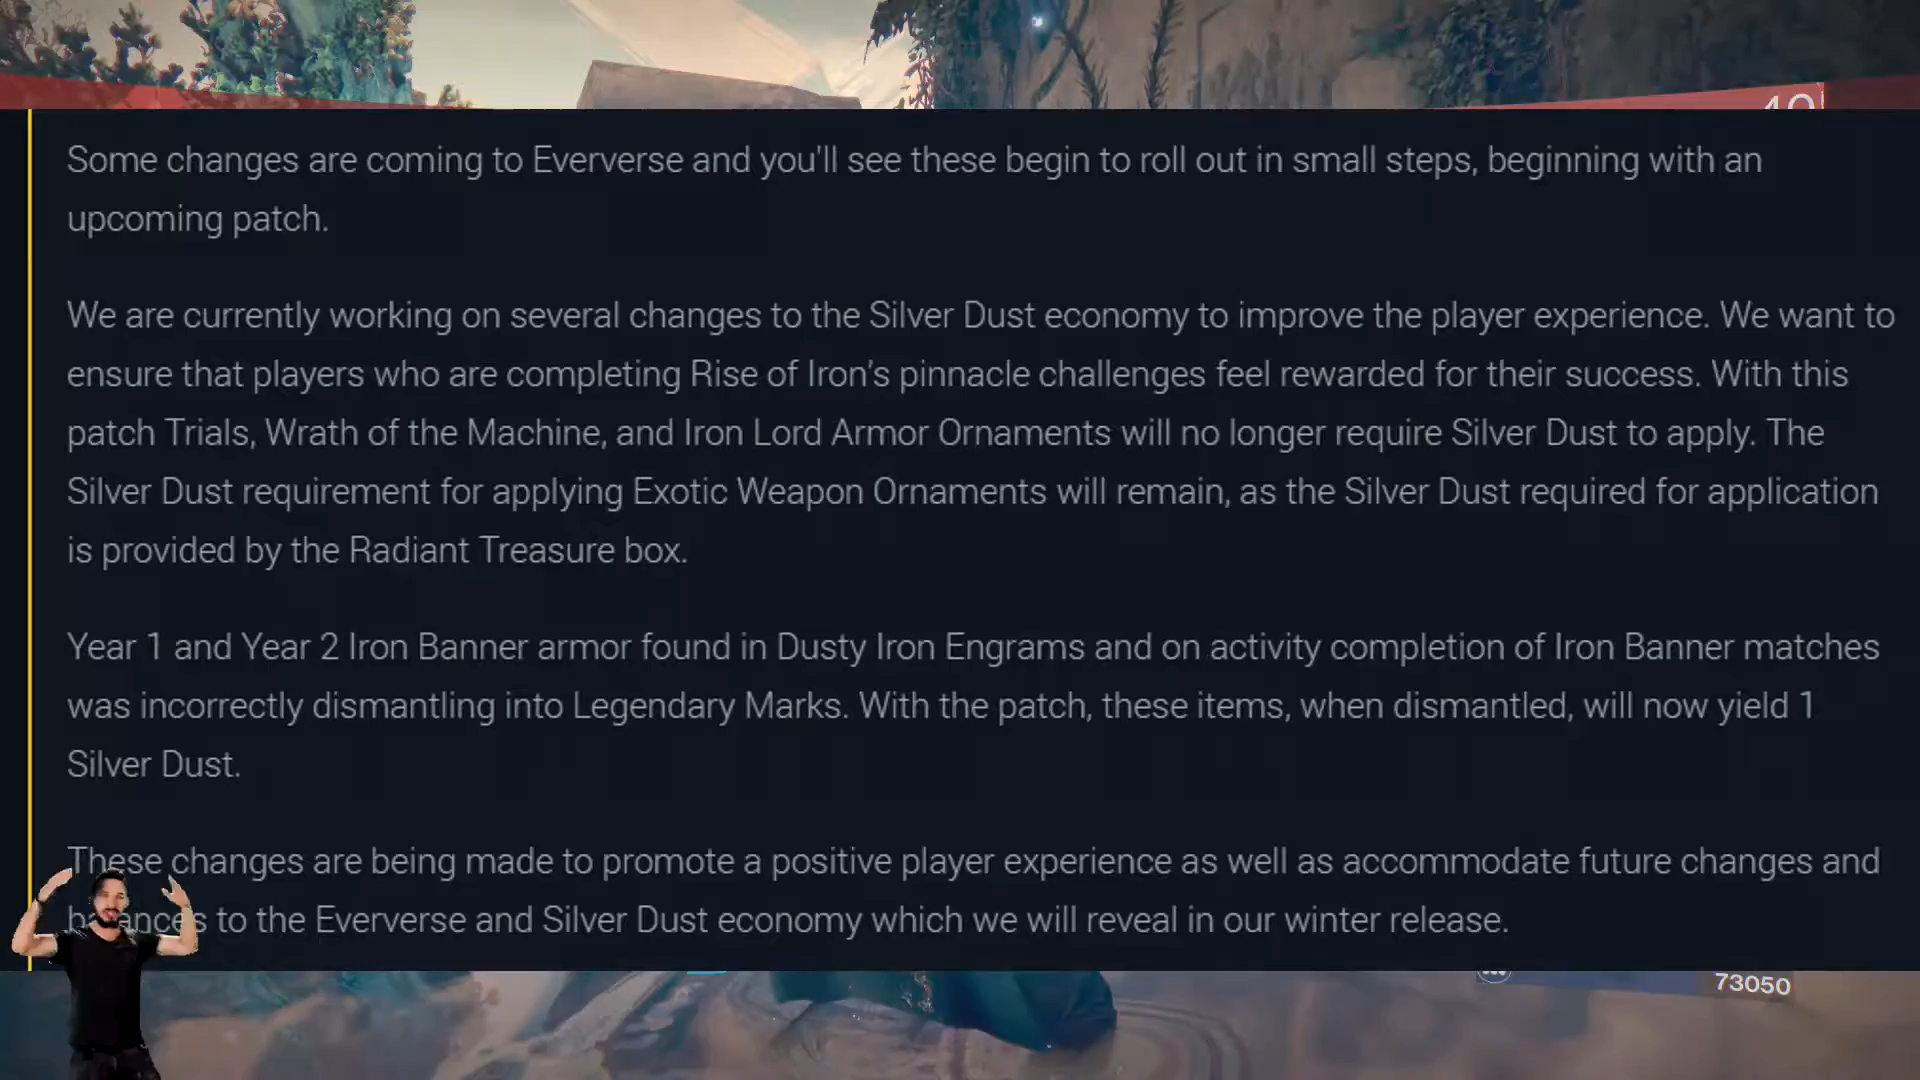 Some changes are coming to Eververse and you'll see these begin to roll out in small steps, beginning with an
upcoming patch.
We are currently working on several changes to the Silver Dust economy to improve the player experience. We want to
ensure that players who are completing Rise of Iron's pinnacle challenges feel rewarded for their success. With this
patch Trials, Wrath of the Machine, and Iron Lord Armor Ornaments will no longer require Silver Dust to apply. The
Silver Dust requirement for applying Exotic Weapon Ornaments will remain, as the Silver Dust required for application
is provided by the Radiant Treasure box.
Year 1 and Year 2 Iron Banner armor found in Dusty Iron Engrams and on activity completion of Iron Banner matches
was incorrectly dismantling into Legendary Marks. With the patch, these items, when dismantled, will now yield 1
Silver Dust.
These changes are being made to promote a positive player experience as well as accommodate future changes and
to the Eververse and Silver Dust economy which we will reveal in our winter release.
73050